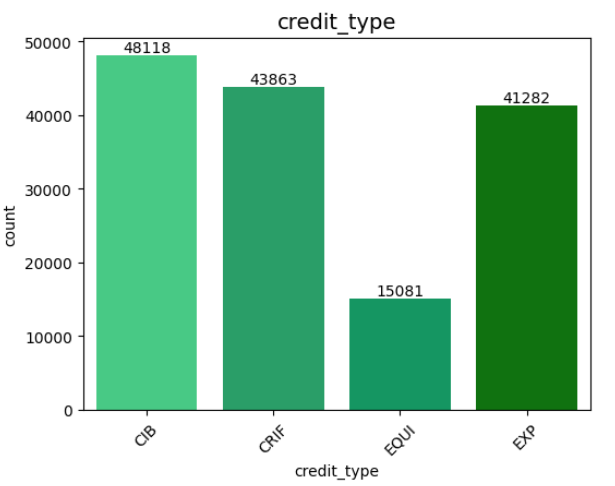 credit_type
50000
40000
30000
20000
10000
0
count
48118
43863
15081
41282
CIB
CRIF
EQUI
EXP
credit_type